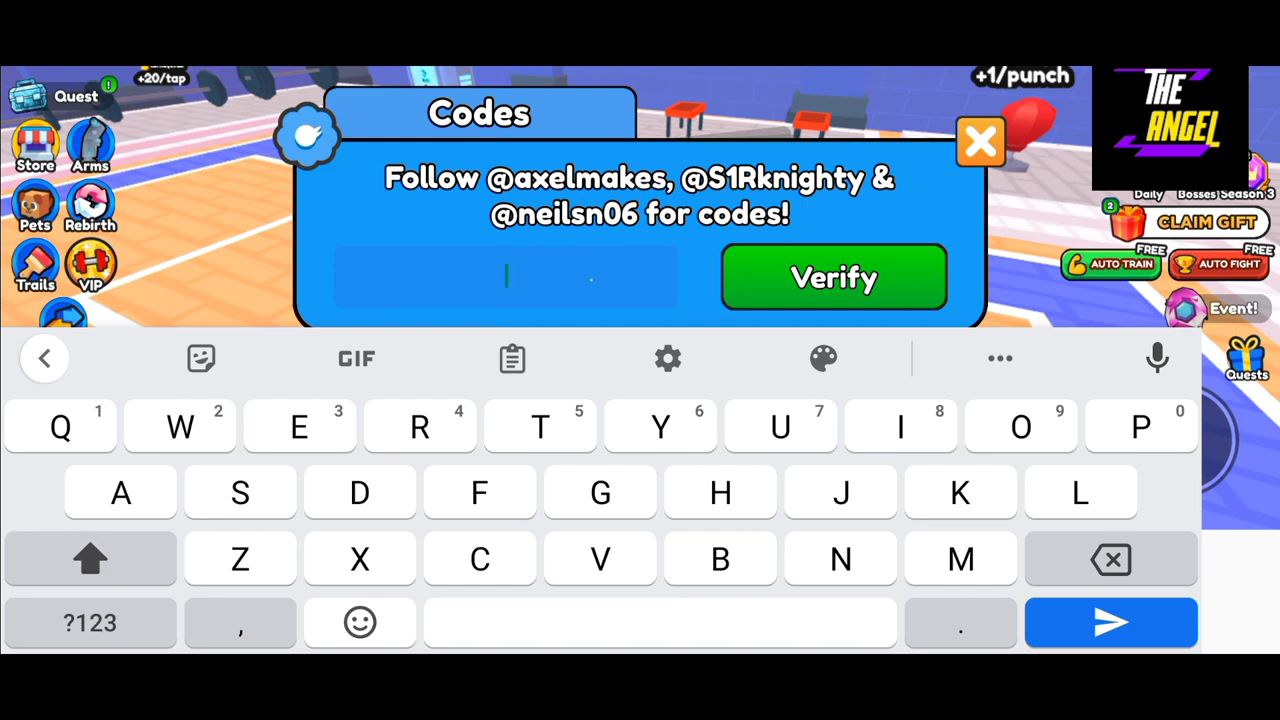 +20/tap
+1/punch
Quest
!
Store
Arms
Pets
Rebirth
Trails
VIP
Codes
Follow @axelmakes, @S1Rknighty &
@neilsn06 for codes!
Verify
THE
ANGEL
Daily
Bosses
Season 3
2
CLAIM GIFT
FREE
AUTO TRAIN
FREE
AUTO FIGHT
Event!
Quests
GIF
Q 1 W 2 E 3 R 4 T 5 Y 6 U 7 I 8 O 9 P 0
A S D F G H J K L
Z X C V B N M
?123 , .